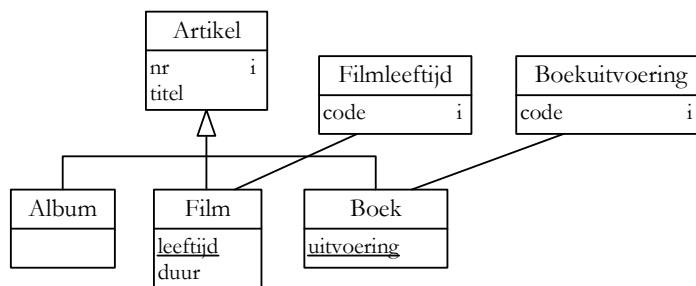 Artikel
nr i
titel
Filmleeftijd
code i
Boekuitvoering
code i
Album
Film
leeftijd
duur
Boek
uitvoering